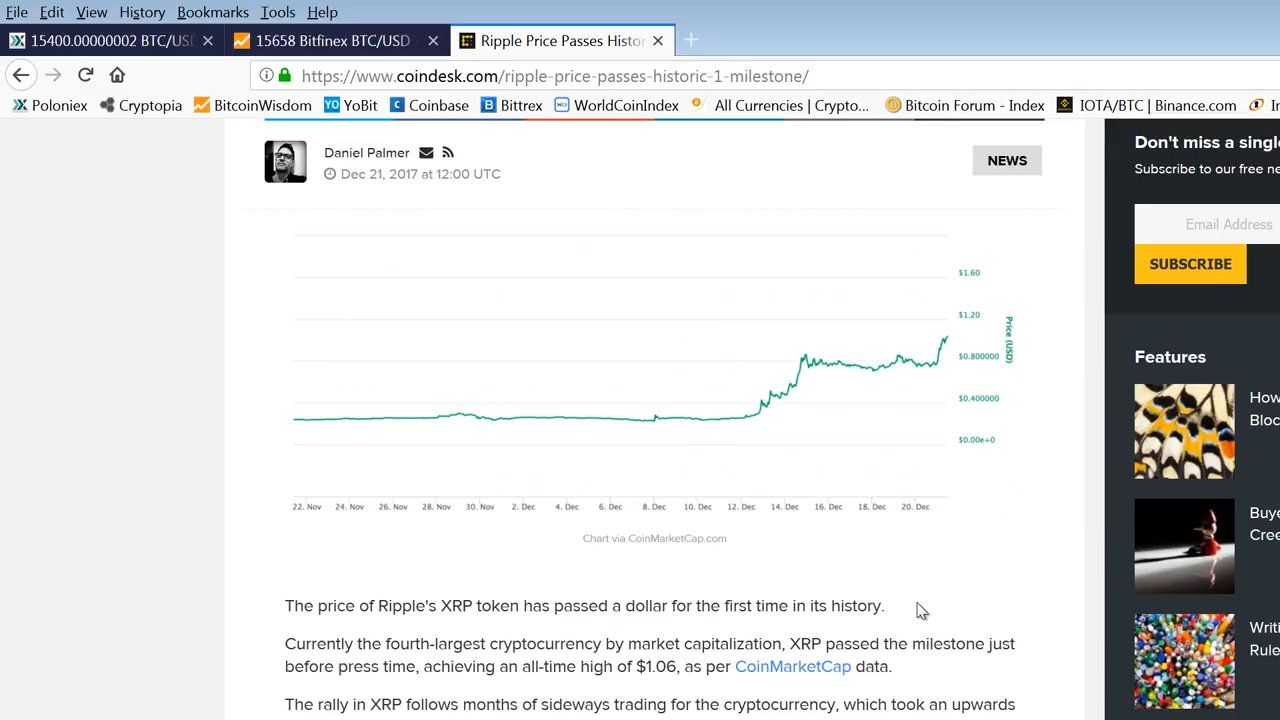 File Edit View History Bookmarks Tools Help
15400.00000002 BTC/USD 15658 Bitfinex BTC/USD Ripple Price Passes Histor
https://www.coindesk.com/ripple-price-passes-historic-1-milestone/
Poloniex Cryptopia BitcoinWisdom YO YoBit C Coinbase B Bittrex WCI WorldCoinIndex All Currencies | Crypto... Bitcoin Forum - Index IOTA/BTC | Binance.com In
Daniel Palmer
Dec 21, 2017 at 12:00 UTC
NEWS
$1.60
$1.20
$0.800000
$0.400000
$0.00e+0
Price (USD)
22. Nov 24. Nov 26. Nov 28. Nov 30. Nov 2. Dec 4. Dec 6. Dec 8. Dec 10. Dec 12. Dec 14. Dec 16. Dec 18. Dec 20. Dec
Chart via CoinMarketCap.com
The price of Ripple's XRP token has passed a dollar for the first time in its history.
Currently the fourth-largest cryptocurrency by market capitalization, XRP passed the milestone just
before press time, achieving an all-time high of $1.06, as per CoinMarketCap data.
The rally in XRP follows months of sideways trading for the cryptocurrency, which took an upwards
Don't miss a singl
Subscribe to our free ne
Email Address
SUBSCRIBE
Features
How
Bloc
Buye
Cree
Writi
Rule